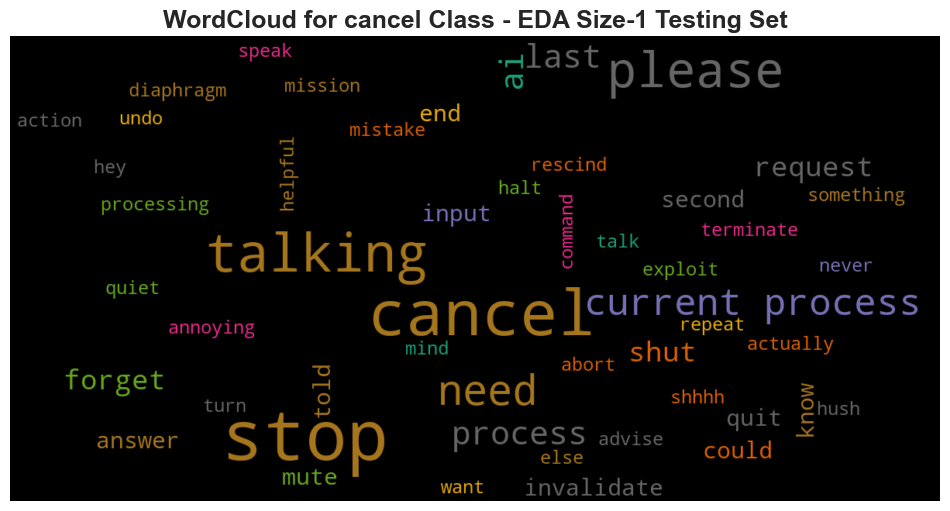 WordCloud for cancel Class - EDA Size-1 Testing Set
speak
ai
last
please
diaphragm
mission
action
undo
end
mistake
hey
helpful
rescind
request
halt
second
something
processing
input
command
talk
terminate
talking
exploit
never
quiet
cancel
current process
annoying
mind
repeat
actually
shut
abort
forget
told
need
shhhh
know
turn
stop
quit
hush
answer
process
advise
could
else
mute
want
invalidate